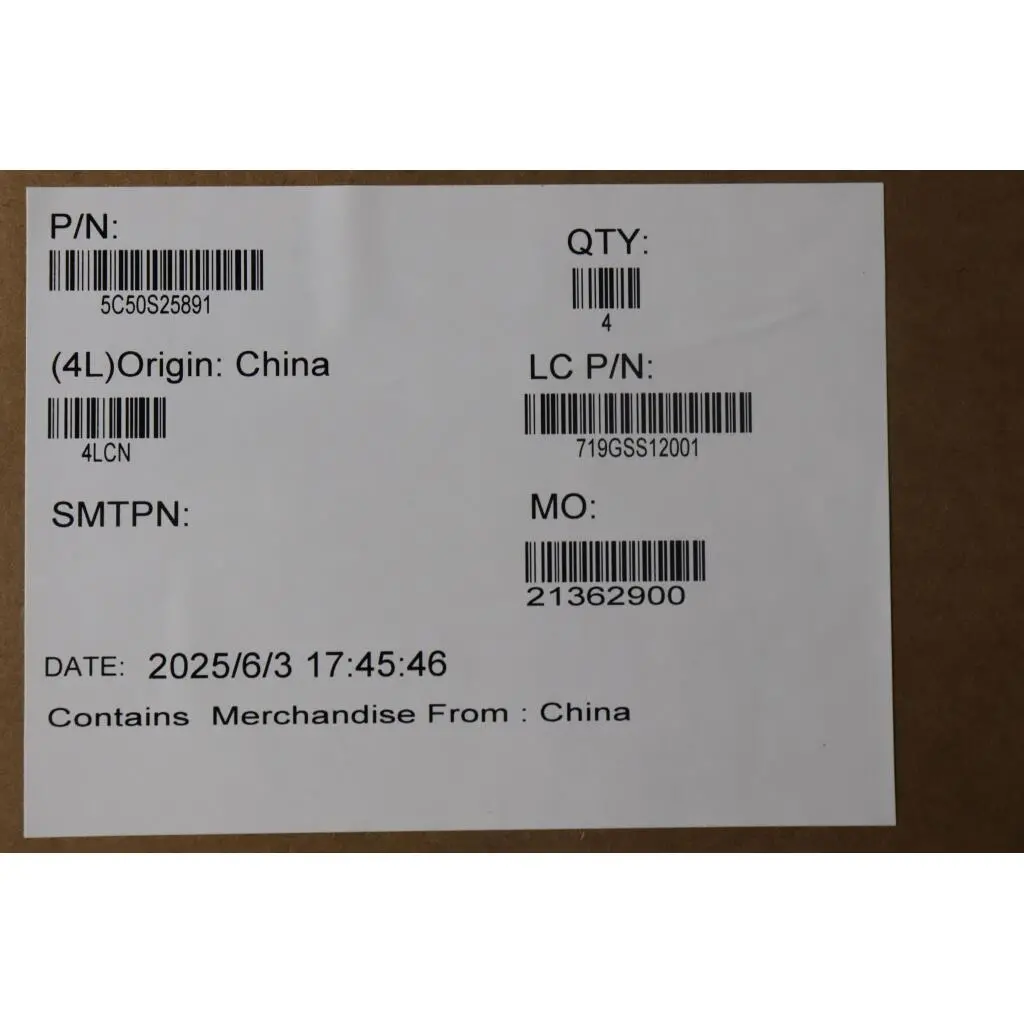 P/N:
5C50S25891
QTY:
4
(4L)Origin: China
4LCN
LC P/N:
719GSS12001
SMTPN:
MO:
21362900
DATE: 2025/6/3 17:45:46
Contains Merchandise From : China